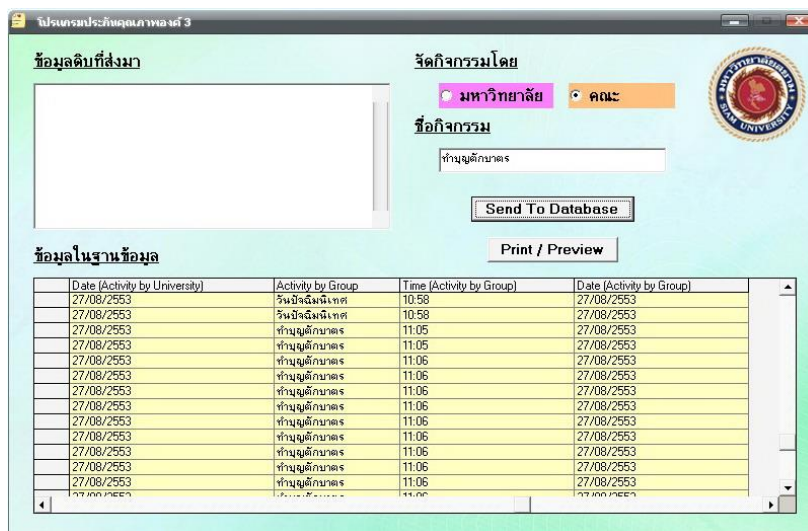 โปรแกรมประกันคุณภาพองค์ 3
ข้อมูลดิบที่ส่งมา
จัดกิจกรรมโดย
มหาวิทยาลัย
คณะ
มหาวิทยาลัยสยาม
SIAM UNIVERSITY
ชื่อกิจกรรม
ทำบุญตักบาตร
Send To Database
Print / Preview
ข้อมูลในฐานข้อมูล
Date (Activity by University) Activity by Group Time (Activity by Group) Date (Activity by Group)
27/08/2553 วันปัจฉิมนิเทศ 10:58 27/08/2553
27/08/2553 วันปัจฉิมนิเทศ 10:58 27/08/2553
27/08/2553 ทำบุญตักบาตร 11:05 27/08/2553
27/08/2553 ทำบุญตักบาตร 11:05 27/08/2553
27/08/2553 ทำบุญตักบาตร 11:06 27/08/2553
27/08/2553 ทำบุญตักบาตร 11:06 27/08/2553
27/08/2553 ทำบุญตักบาตร 11:06 27/08/2553
27/08/2553 ทำบุญตักบาตร 11:06 27/08/2553
27/08/2553 ทำบุญตักบาตร 11:06 27/08/2553
27/08/2553 ทำบุญตักบาตร 11:06 27/08/2553
27/08/2553 ทำบุญตักบาตร 11:06 27/08/2553
27/08/2553 ทำบุญตักบาตร 11:06 27/08/2553
27/08/2553 ทำบุญตักบาตร 11:06 27/08/2553